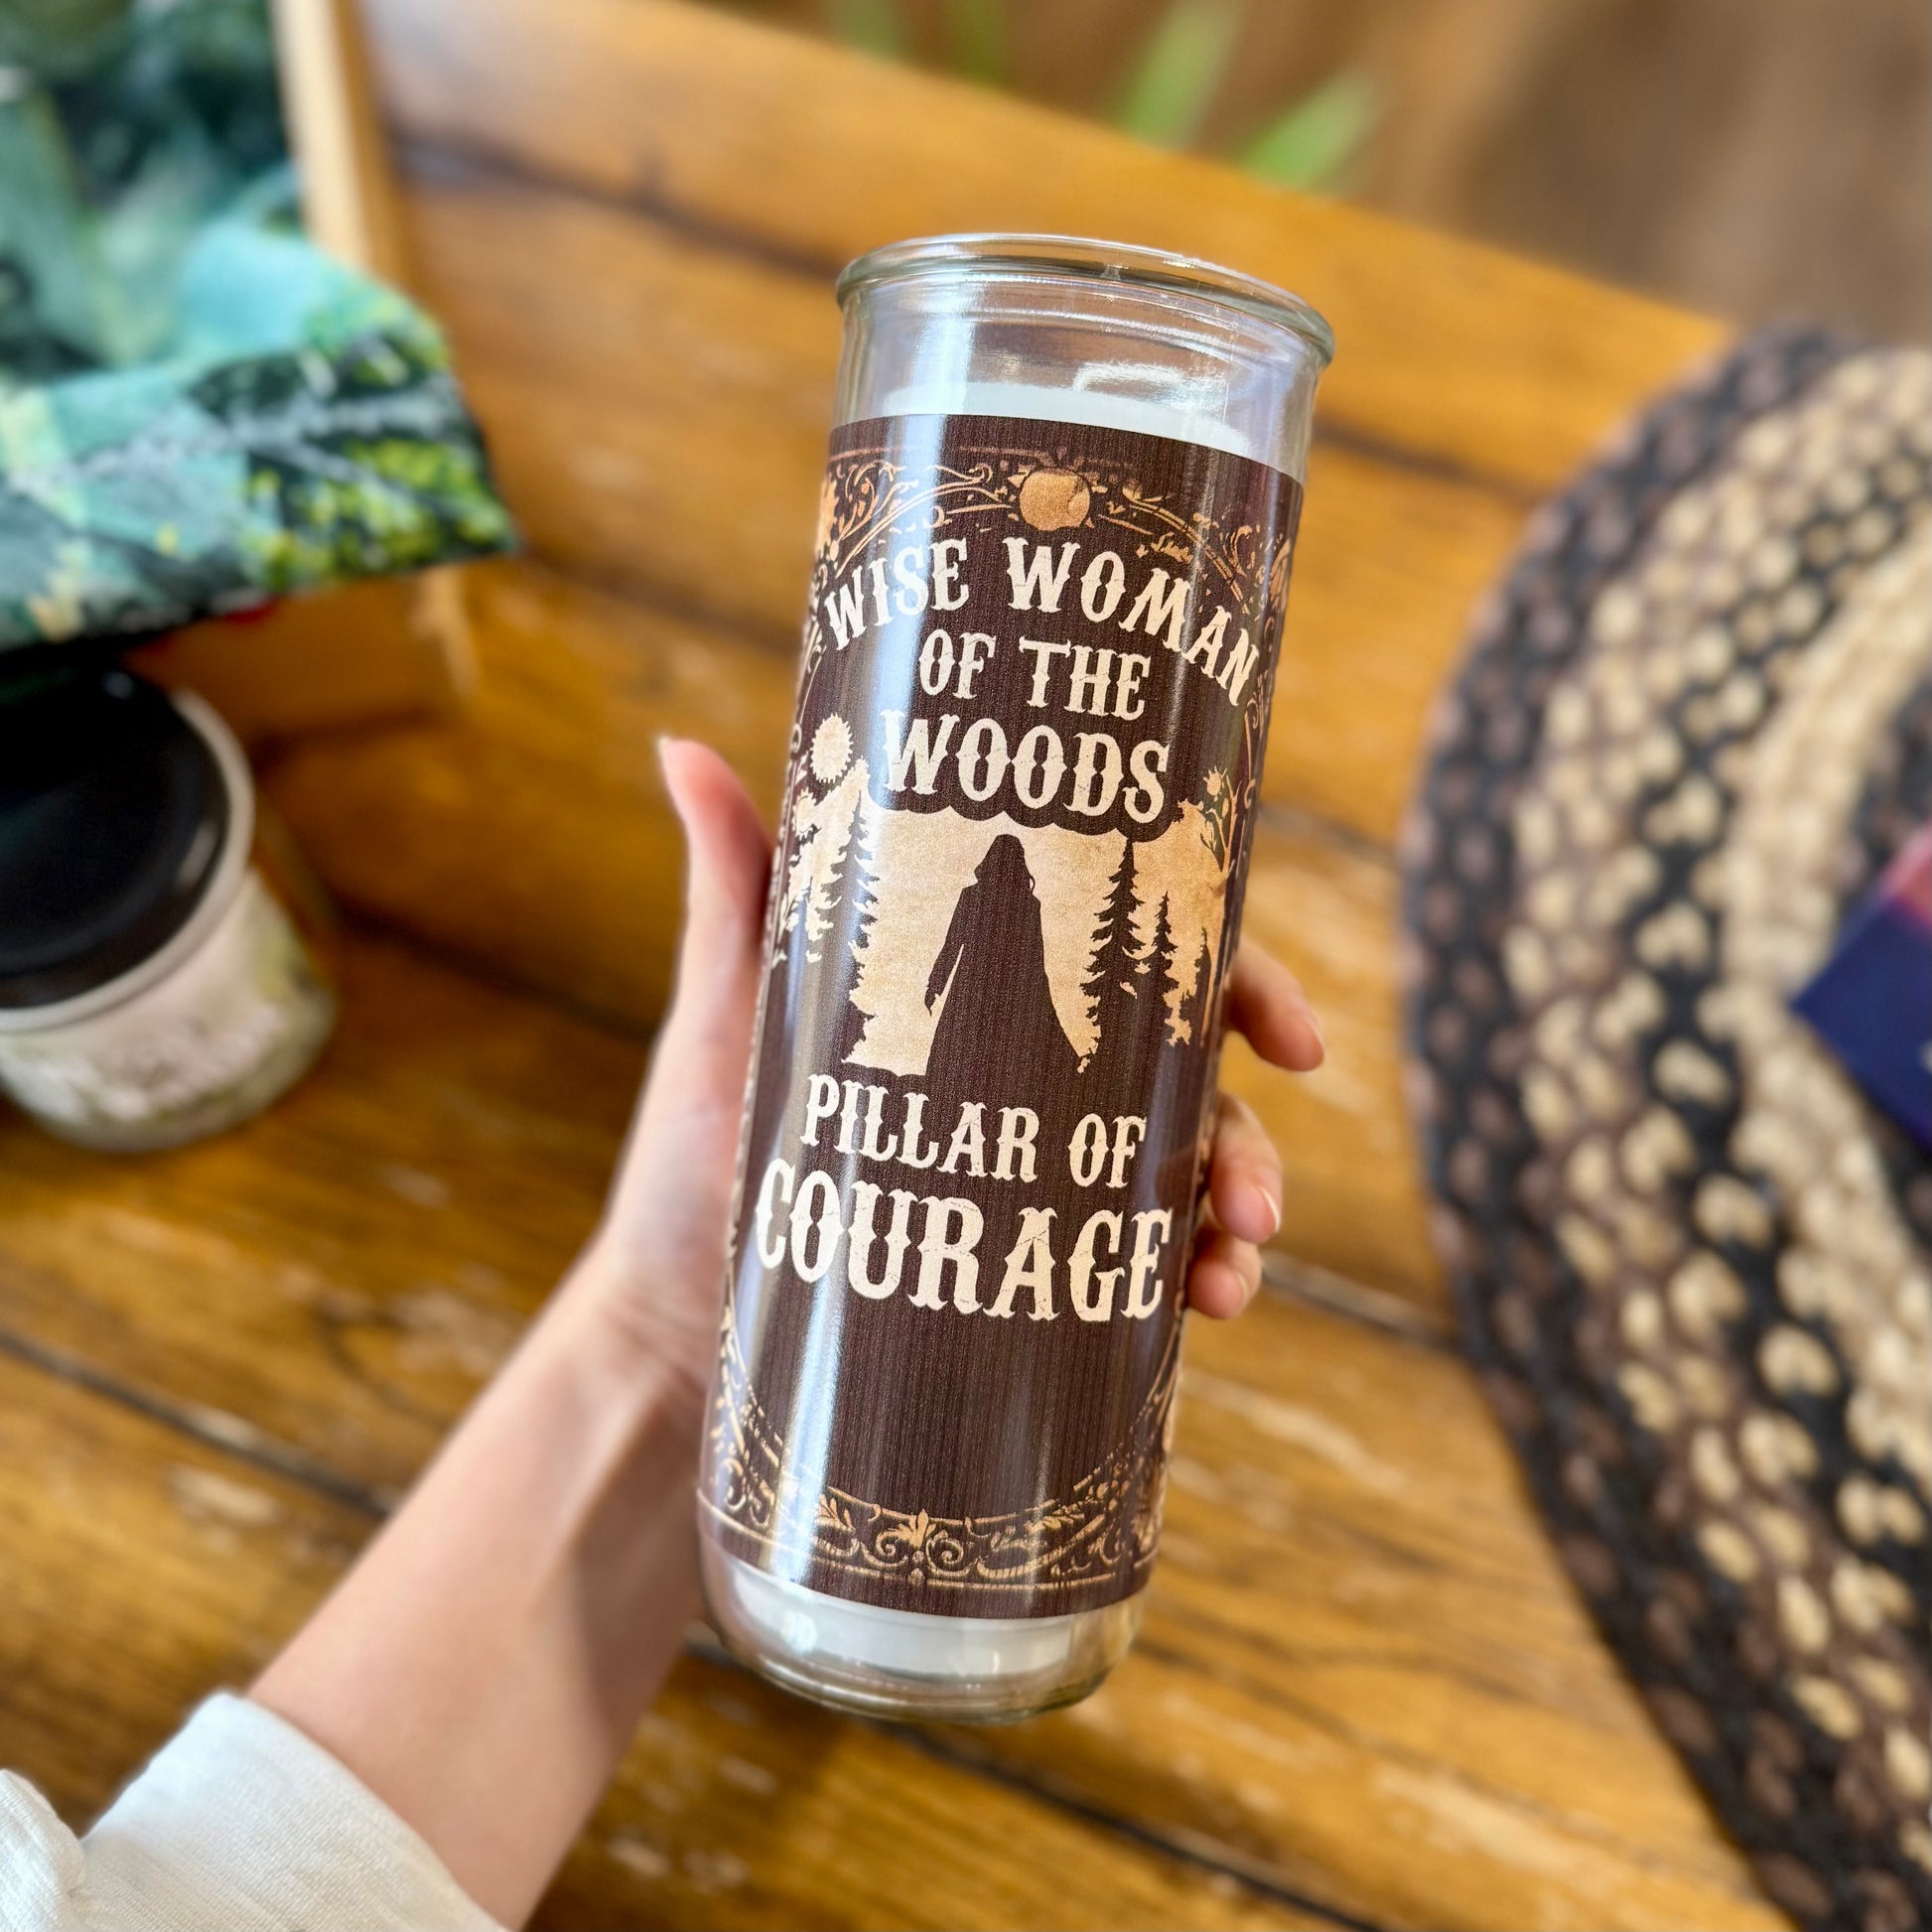 WISE WOMAN
OF THE
WOODS
PILLAR OF
COURAGE